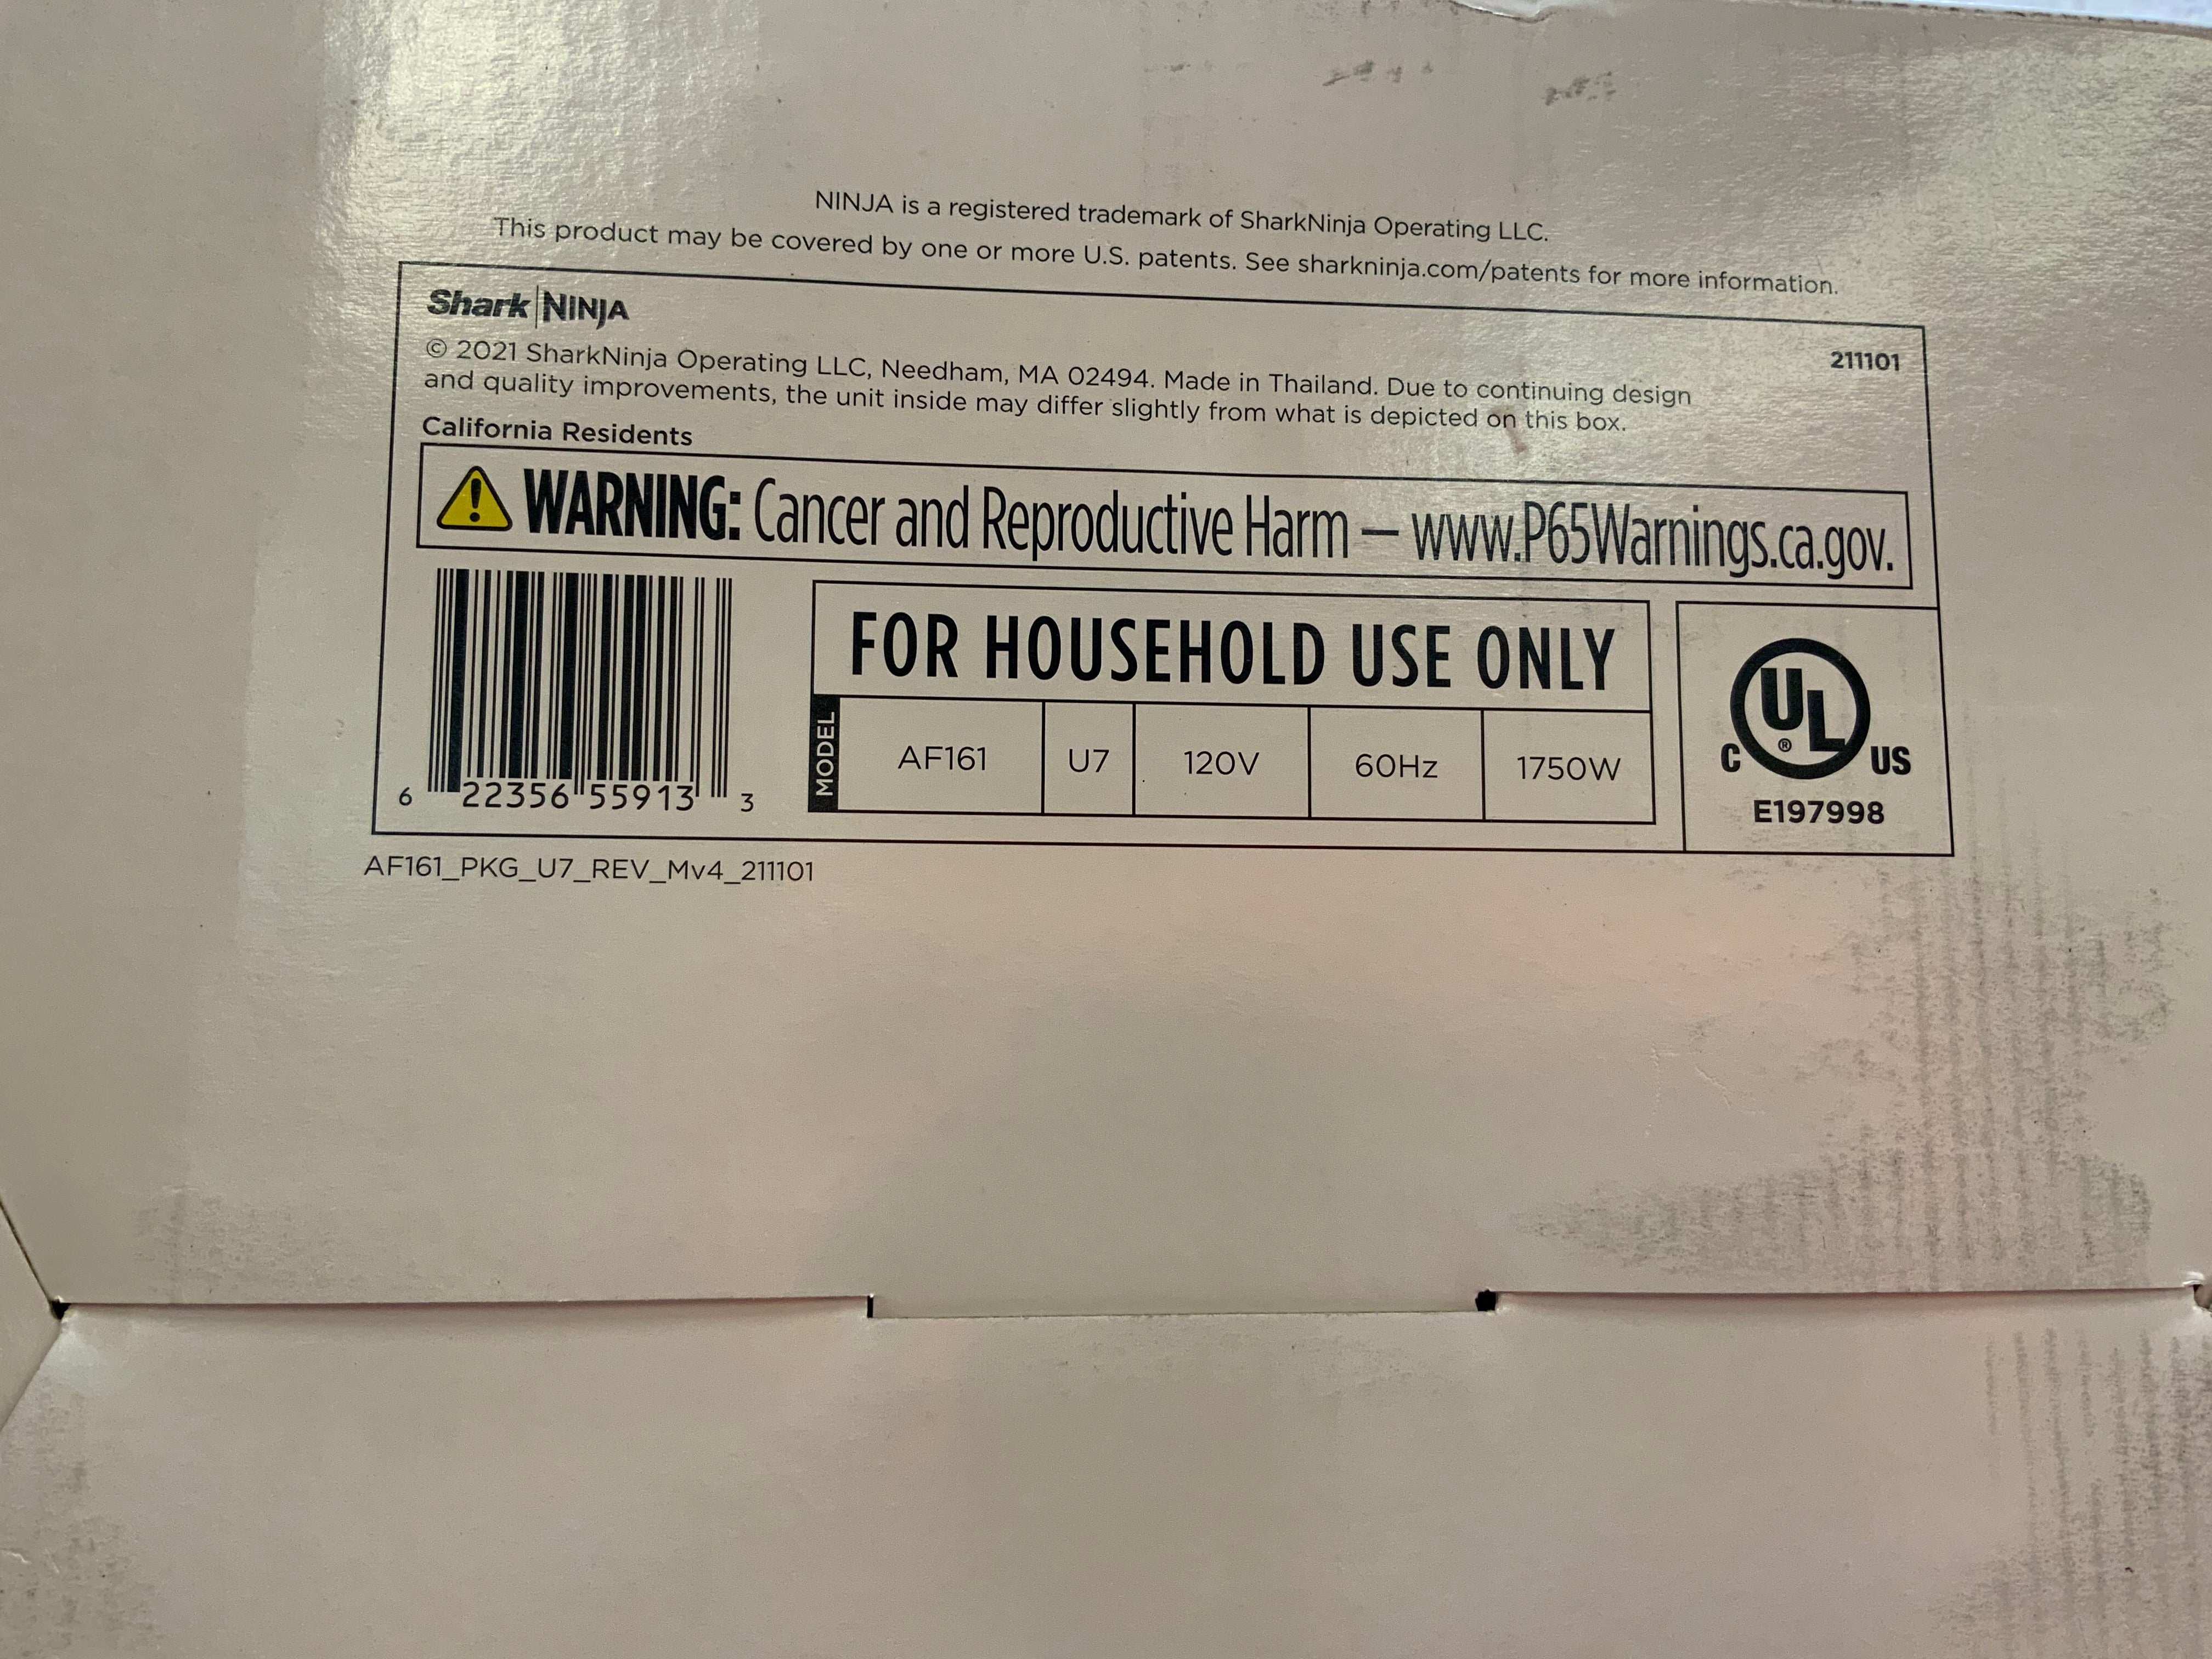 NINJA is a registered trademark of SharkNinja Operating LLC.
This product may be covered by one or more U.S. patents. See sharkninja.com/patents for more information.
Shark|NINJA
211101
© 2021 SharkNinja Operating LLC, Needham, MA 02494. Made in Thailand. Due to continuing design
and quality improvements, the unit inside may differ slightly from what is depicted on this box.
California Residents
WARNING: Cancer and Reproductive Harm — www.P65Warnings.ca.gov.
6 22356 55913 3
FOR HOUSEHOLD USE ONLY
MODEL AF161 U7 120V 60Hz 1750W
C UL ® US
E197998
AF161_PKG_U7_REV_Mv4_211101